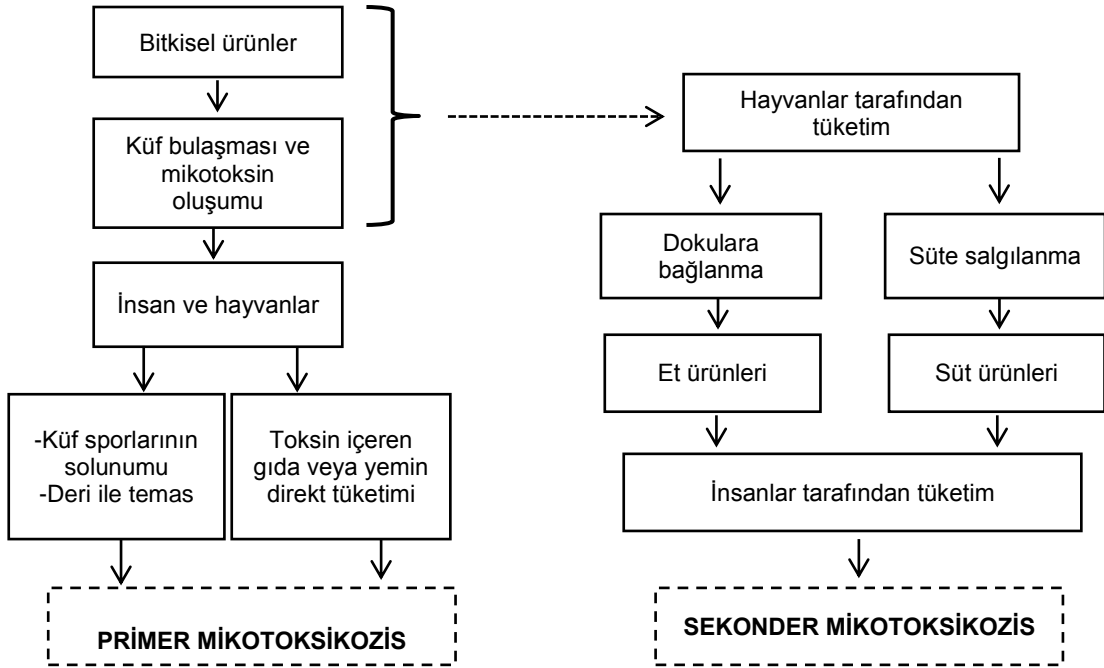 Bitkisel ürünler
Küf bulaşması ve
mikotoksin
oluşumu
İnsan ve hayvanlar
-Küf sporlarının
solunumu
-Deri ile temas
Toksin içeren
gıda veya yemin
direkt tüketimi
PRİMER MİKOTOKSİKOZİS
Hayvanlar tarafından
tüketim
Dokulara
bağlanma
Süte salgılanma
Et ürünleri
Süt ürünleri
İnsanlar tarafından tüketim
SEKONDER MİKOTOKSİKOZİS